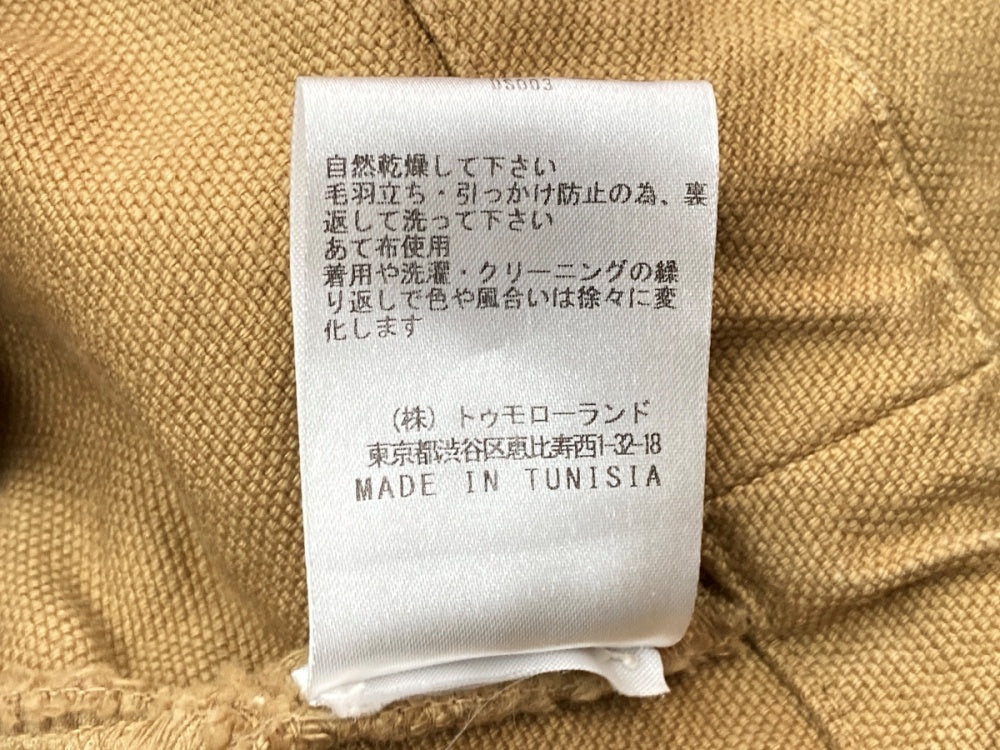 DS003
自然乾燥して下さい
毛羽立ち・引っかけ防止の為、裏
返して洗って下さい
あて布使用
着用や洗濯・クリーニングの繰
り返しで色や風合いは徐々に変
化します
(株)トゥモローランド
東京都渋谷区恵比寿西1-32-18
MADE IN TUNISIA